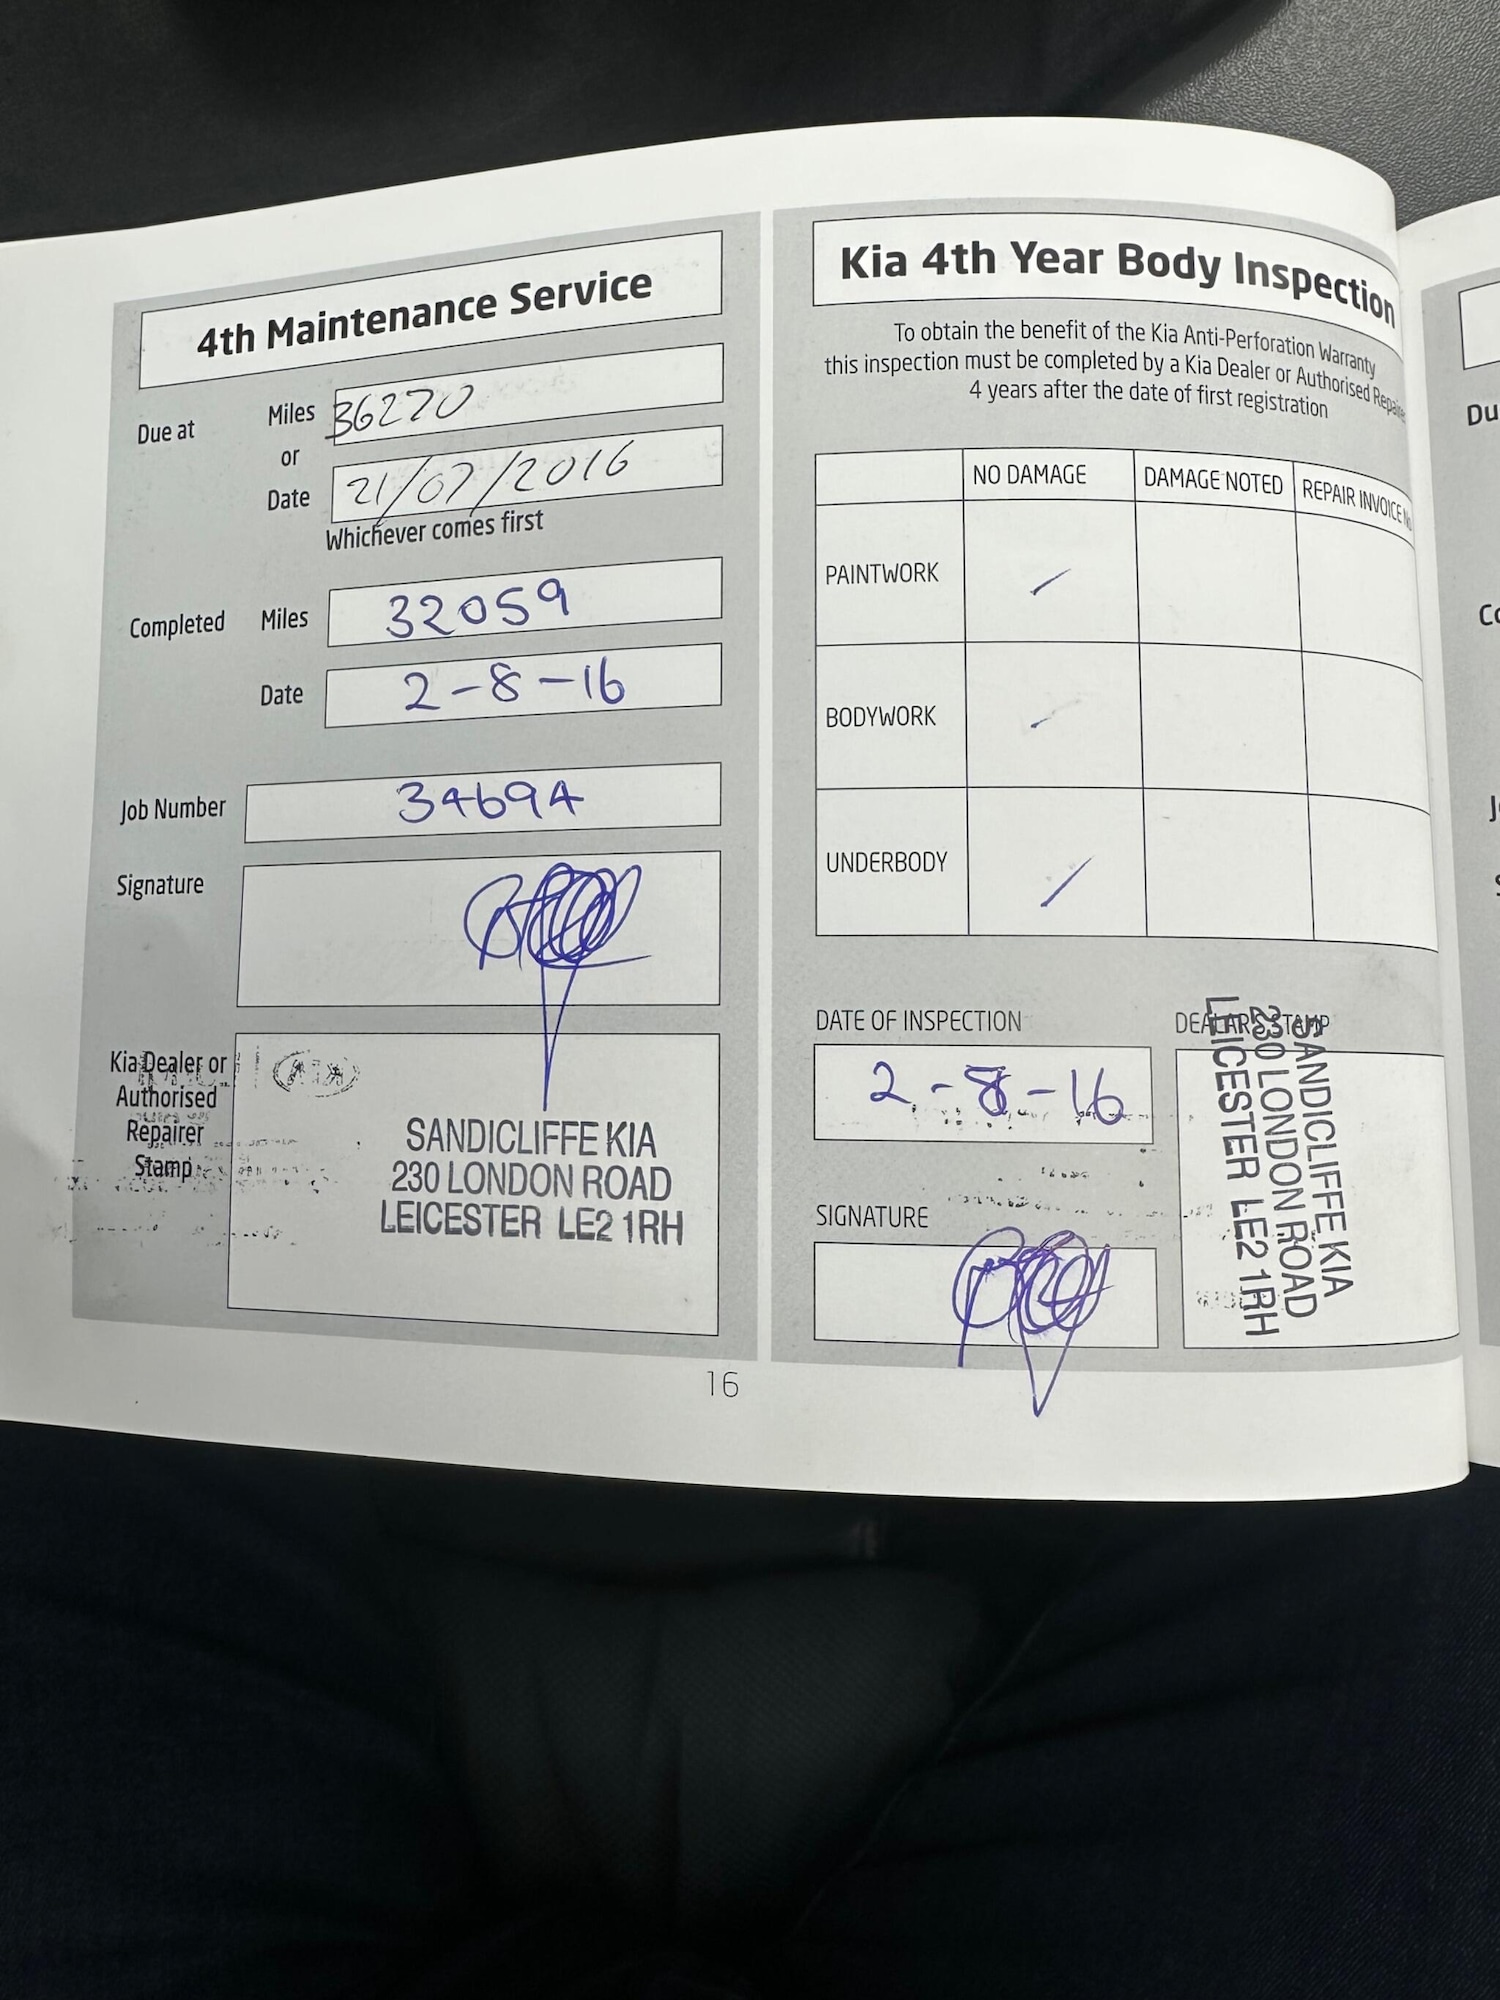 4th Maintenance Service
Due at
Miles 36270
or
Date 21/07/2016
Whichever comes first
Completed Miles 32059
Date 2-8-16
Job Number 34694
Signature
Kia Dealer or
Authorised
Repairer
Stamp
KIA
SANDICLIFFE KIA
230 LONDON ROAD
LEICESTER LE2 1RH
Kia 4th Year Body Inspection
To obtain the benefit of the Kia Anti-Perforation Warranty
this inspection must be completed by a Kia Dealer or Authorised
4 years after the date of first registration
NO DAMAGE DAMAGE NOTED REPAIR INVOICE
PAINTWORK
BODYWORK
UNDERBODY
DATE OF INSPECTION
2-8-16
SIGNATURE
DEALER STAMP
SANDICLIFFE KIA
230 LONDON ROAD
LEICESTER LE2 1RH
16